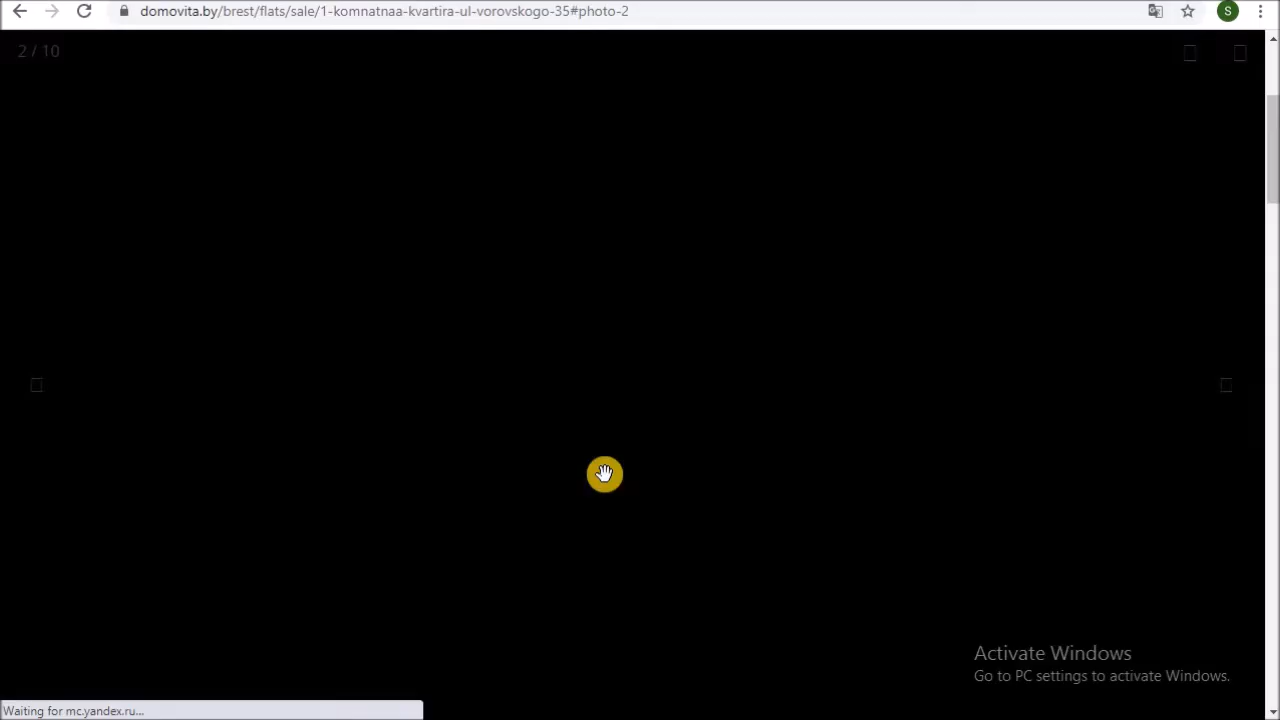 domovita.by/brest/flats/sale/1-komnatnaa-kvartira-ul-vorovskogo-35#photo-2
S
2 / 10
Activate Windows
Go to PC settings to activate Windows.
Waiting for mc.yandex.ru...